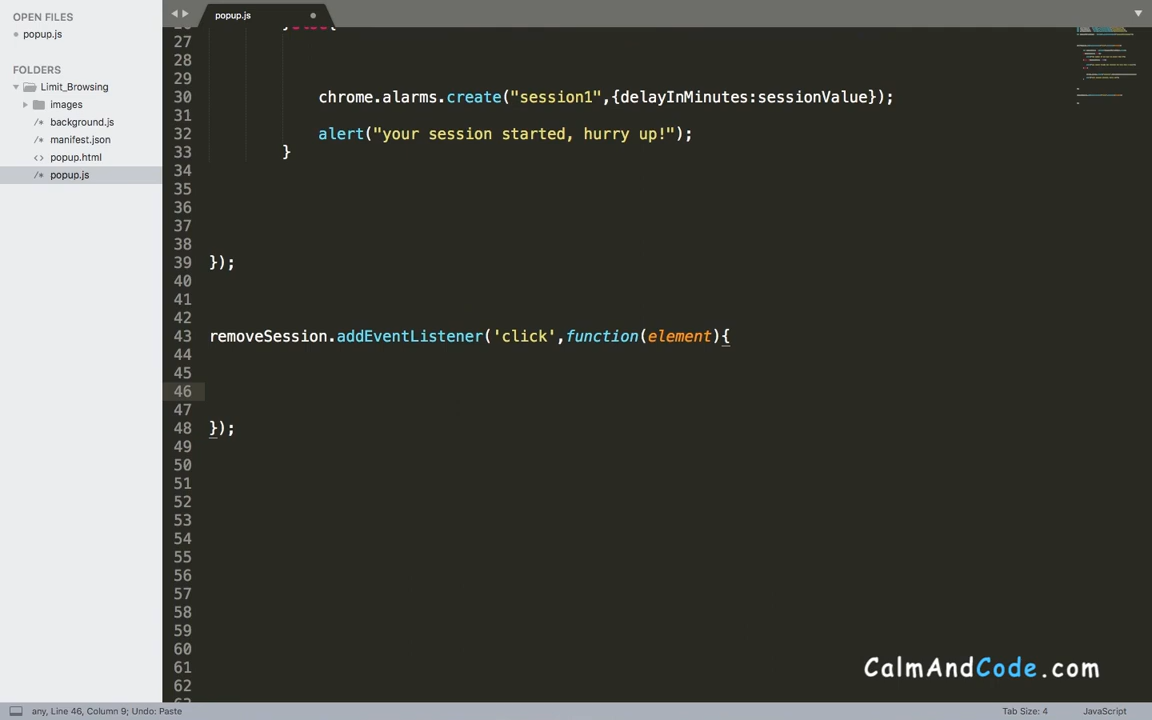 OPEN FILES
popup.js
FOLDERS
Limit_Browsing
images
background.js
manifest.json
popup.html
popup.js
popup.js
27
28
29
30 chrome.alarms.create("session1",{delayInMinutes:sessionValue});
31
32 alert("your session started, hurry up!");
33 }
34
35
36
37
38
39 });
40
41
42
43 removeSession.addEventListener('click',function(element){
44
45
46
47
48 });
49
50
51
52
53
54
55
56
57
58
59
60
61
62
CalmAndCode.com
any, Line 46, Column 9; Undo: Paste
Tab Size: 4
JavaScript